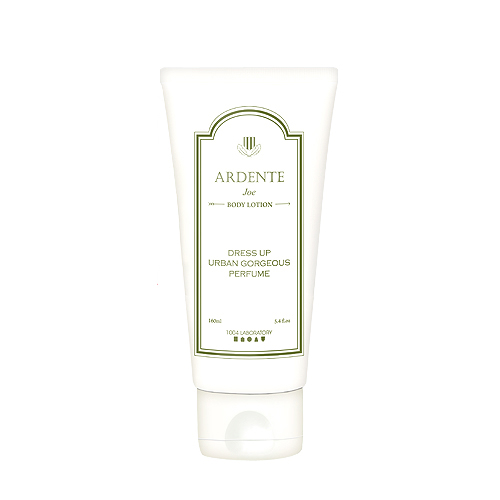 ARDENTE
Joe
BODY LOTION
DRESS UP
URBAN GORGEOUS
PERFUME
160ml 5.4 fl.oz
1004 LABORATORY